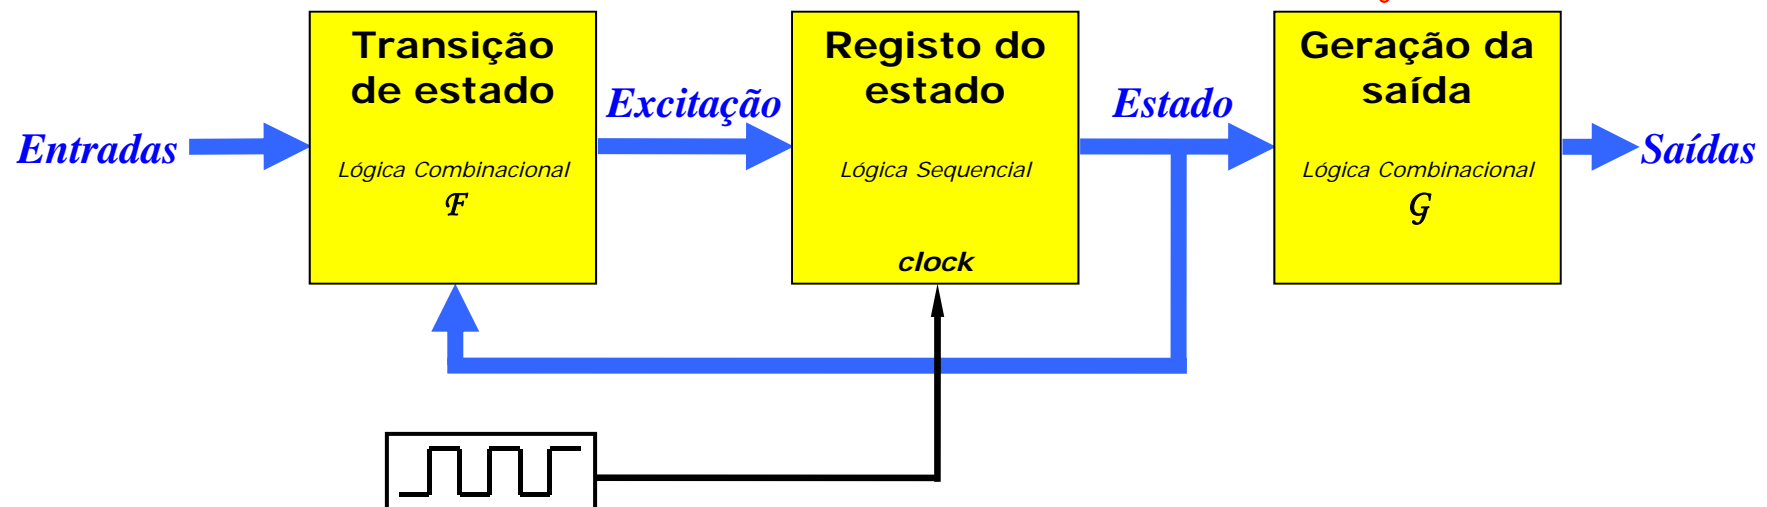 Transição
de estado
Lógica Combinacional
F
Registo do
estado
Lógica Sequencial
clock
Geração da
saída
Lógica Combinacional
G
Entradas
Excitação
Estado
Saídas